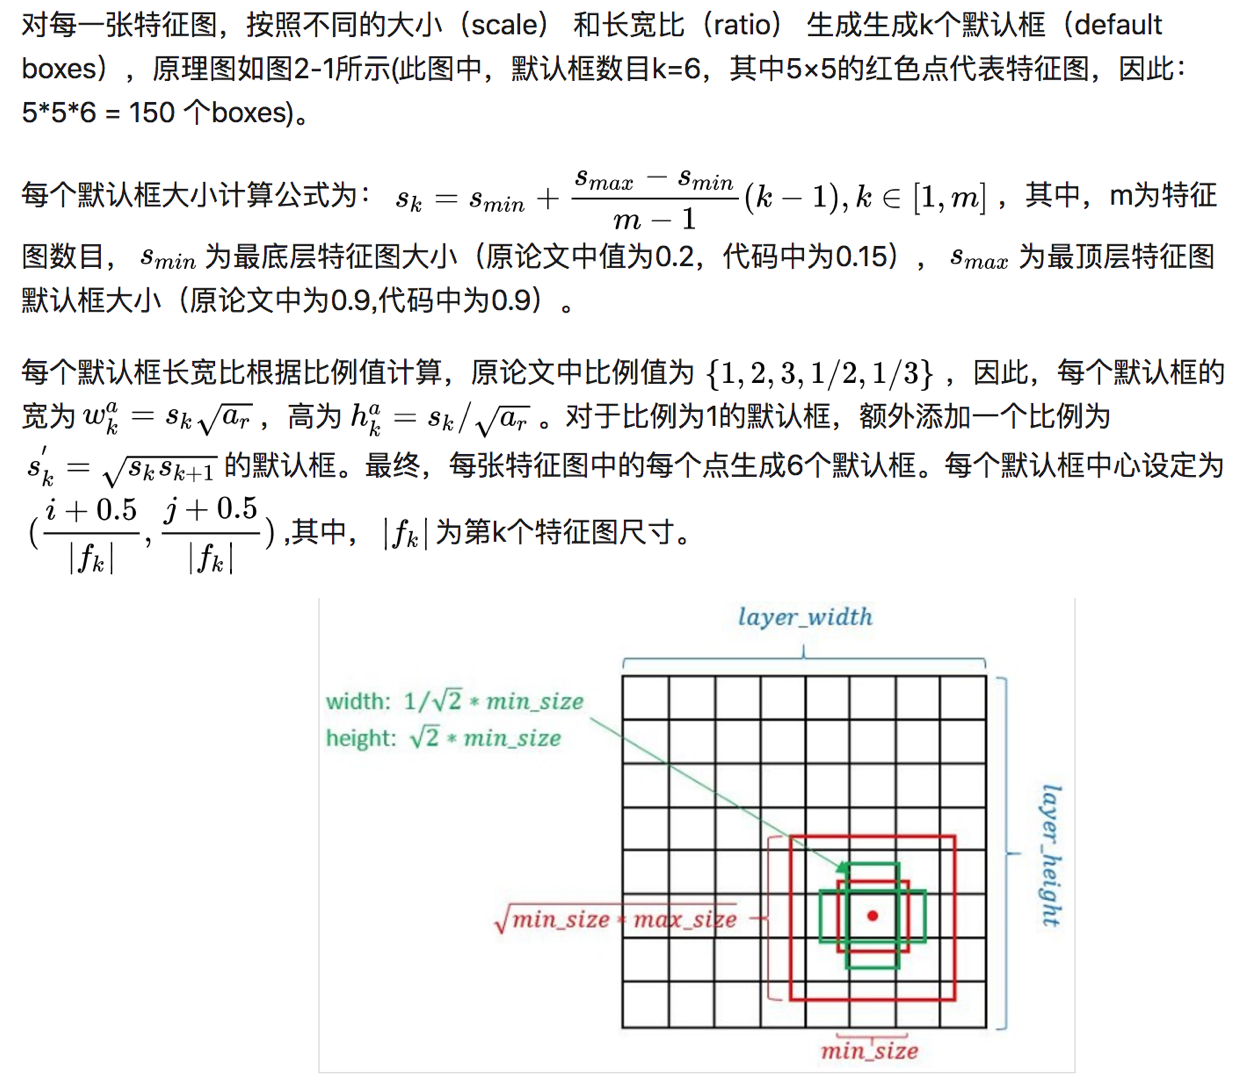 对每一张特征图，按照不同的大小（scale） 和长宽比（ratio） 生成生成k个默认框（default
boxes），原理图如图2-1所示(此图中，默认框数目k=6，其中5×5的红色点代表特征图，因此：
5*5*6 = 150 个boxes)。
每个默认框大小计算公式为： s_k = s_{min} + \frac{s_{max} - s_{min}}{m - 1}(k - 1), k ∈ [1, m] ，其中，m为特征
图数目， s_{min} 为最底层特征图大小（原论文中值为0.2，代码中为0.15）， s_{max} 为最顶层特征图
默认框大小（原论文中为0.9,代码中为0.9）。
每个默认框长宽比根据比例值计算，原论文中比例值为 {1, 2, 3, 1/2, 1/3} ，因此，每个默认框的
宽为 w_k^a = s_k\sqrt{a_r} ，高为 h_k^a = s_k/\sqrt{a_r} 。对于比例为1的默认框，额外添加一个比例为
s_k^' = \sqrt{s_k s_{k+1}} 的默认框。最终，每张特征图中的每个点生成6个默认框。每个默认框中心设定为
(\frac{i + 0.5}{|f_k|}, \frac{j + 0.5}{|f_k|}) ,其中， |f_k| 为第k个特征图尺寸。
layer_width
width: 1/√2 * min_size
height: √2 * min_size
layer_height
\sqrt{min_size * max_size}
min_size